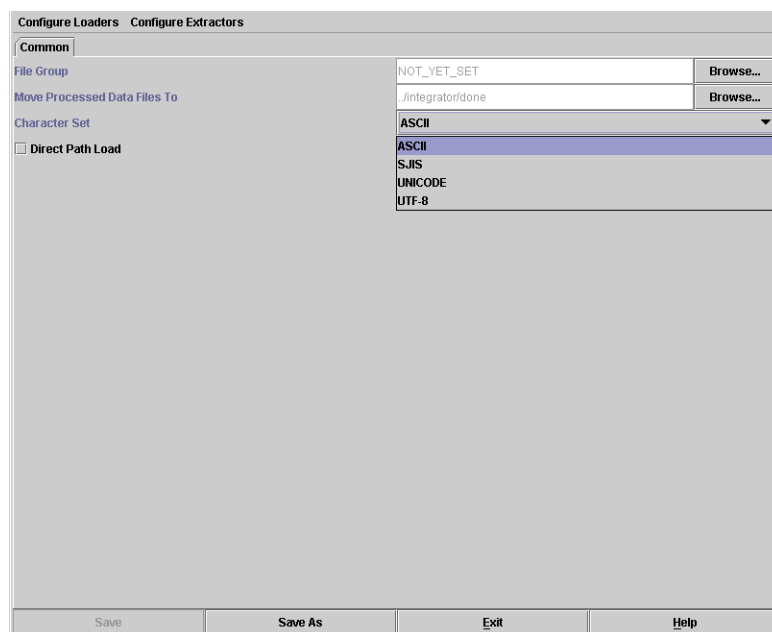 Configure Loaders Configure Extractors
Common
File Group NOT_YET_SET Browse...
Move Processed Data Files To ../integrator/done Browse...
Character Set ASCII
Direct Path Load ASCII
SJIS
UNICODE
UTF-8
Save Save As Exit Help